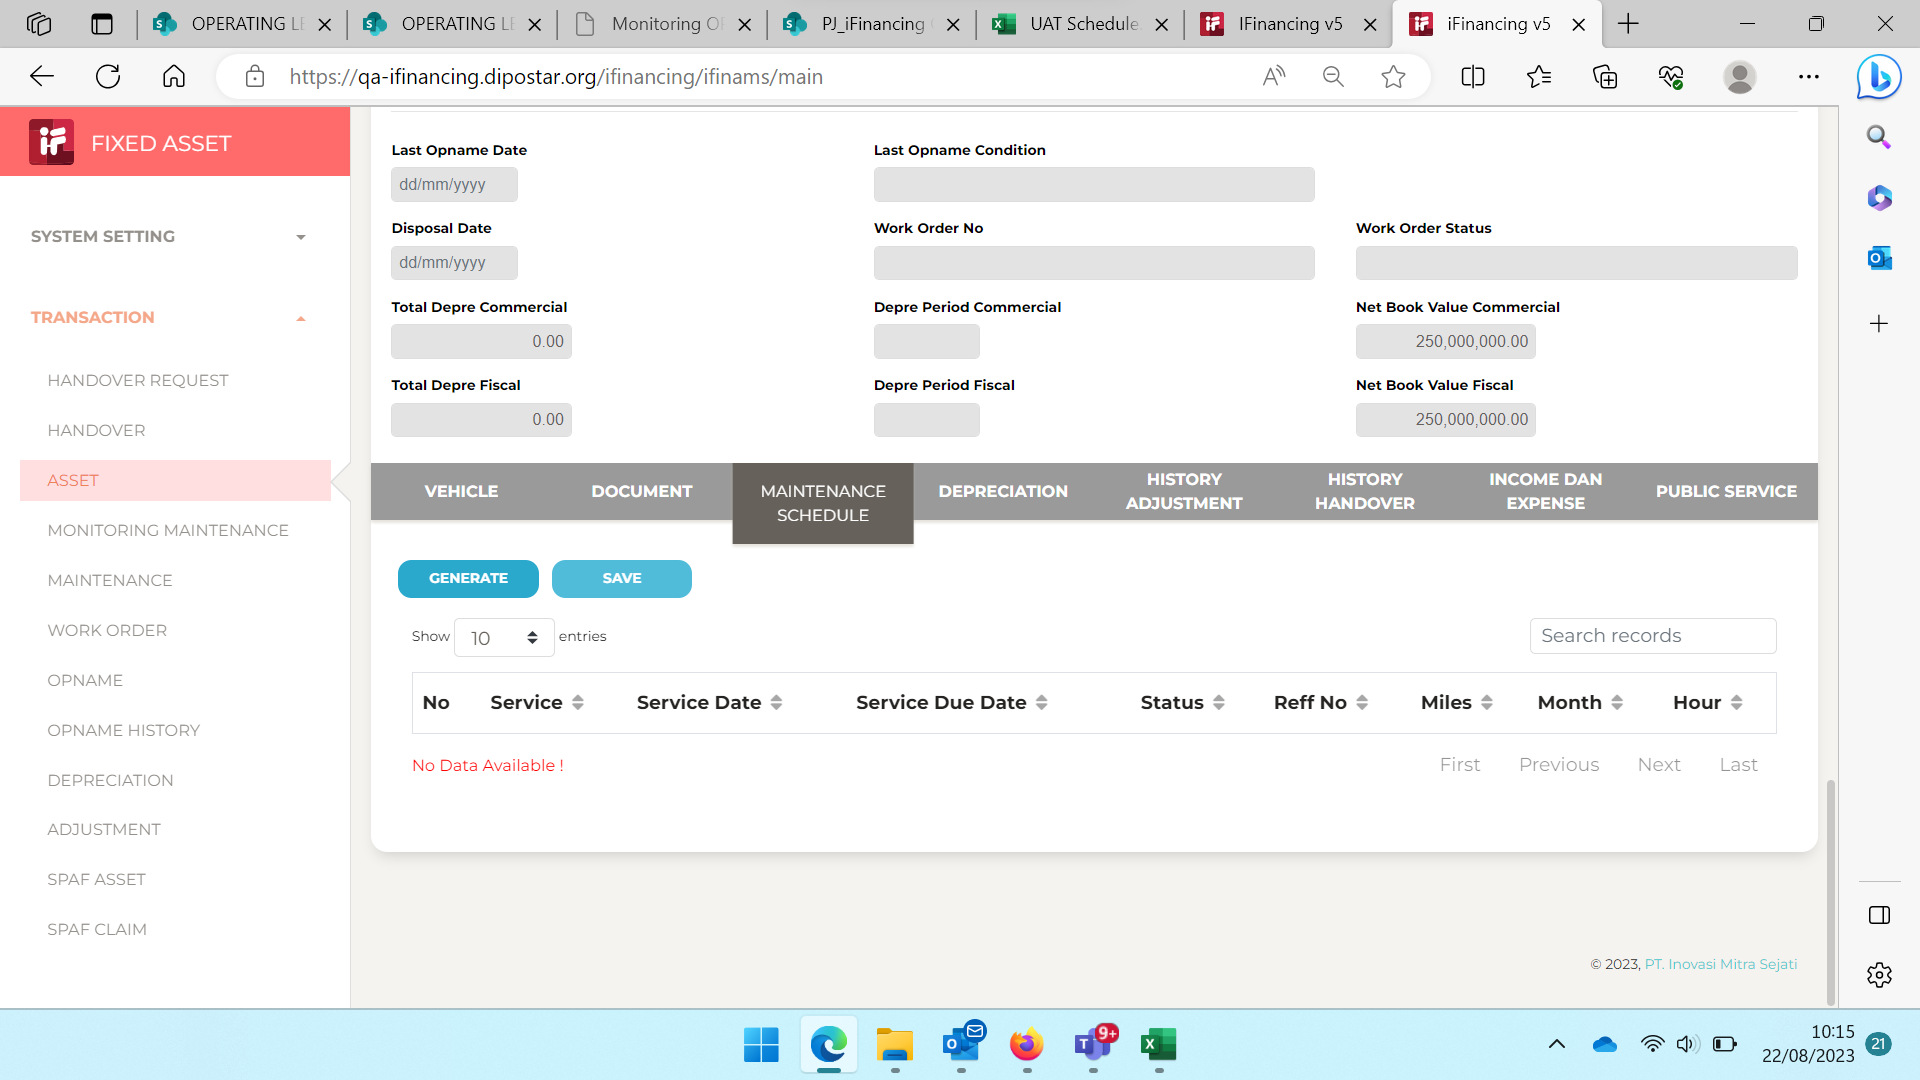 OPERATING LE
OPERATING LE
Monitoring OP
PJ_iFinancing
UAT Schedule.
IFinancing v5
iFinancing v5
https://qa-ifinancing.dipostar.org/ifinancing/ifinams/main
iF FIXED ASSET
SYSTEM SETTING
TRANSACTION
HANDOVER REQUEST
HANDOVER
ASSET
MONITORING MAINTENANCE
MAINTENANCE
WORK ORDER
OPNAME
OPNAME HISTORY
DEPRECIATION
ADJUSTMENT
SPAF ASSET
SPAF CLAIM
Last Opname Date
dd/mm/yyyy
Last Opname Condition
Disposal Date
dd/mm/yyyy
Work Order No
Work Order Status
Total Depre Commercial
0.00
Depre Period Commercial
Net Book Value Commercial
250,000,000.00
Total Depre Fiscal
0.00
Depre Period Fiscal
Net Book Value Fiscal
250,000,000.00
VEHICLE
DOCUMENT
MAINTENANCE
SCHEDULE
DEPRECIATION
HISTORY
ADJUSTMENT
HISTORY
HANDOVER
INCOME DAN
EXPENSE
PUBLIC SERVICE
GENERATE
SAVE
Show 10 entries
Search records
No Service Service Date Service Due Date Status Reff No Miles Month Hour
No Data Available !
First Previous Next Last
© 2023, PT. Inovasi Mitra Sejati
9+
10:15
22/08/2023
21